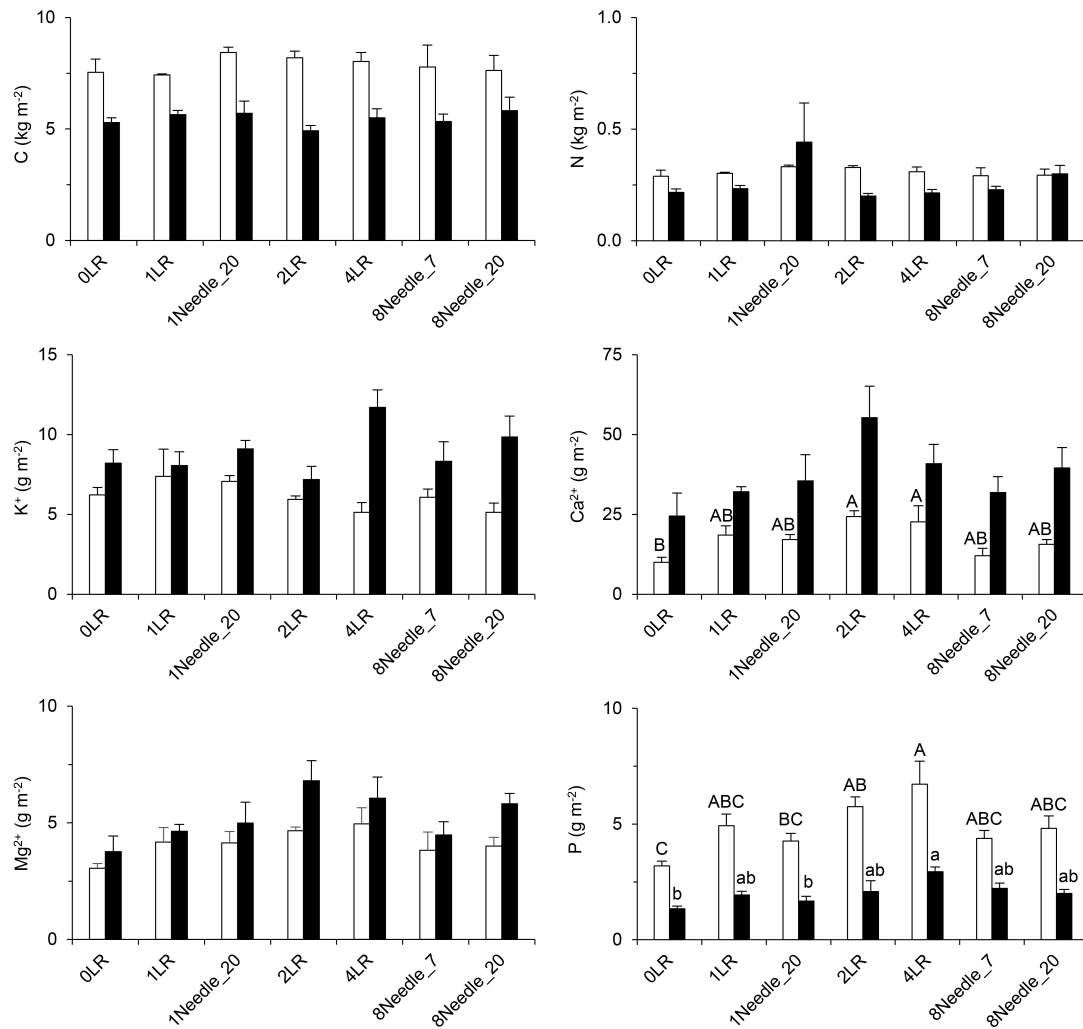 10
5
0
C (kg m⁻²)
0LR
1LR
1Needle_20
2LR
4LR
8Needle_7
8Needle_20
1.0
0.5
0.0
N (kg m⁻²)
0LR
1LR
1Needle_20
2LR
4LR
8Needle_7
8Needle_20
15
10
5
0
K⁺ (g m⁻²)
0LR
1LR
1Needle_20
2LR
4LR
8Needle_7
8Needle_20
75
50
25
0
Ca²⁺ (g m⁻²)
B
AB
AB
A
A
AB
AB
0LR
1LR
1Needle_20
2LR
4LR
8Needle_7
8Needle_20
10
5
0
Mg²⁺ (g m⁻²)
0LR
1LR
1Needle_20
2LR
4LR
8Needle_7
8Needle_20
10
5
0
P (g m⁻²)
C
b
ABC
ab
BC
b
AB
ab
A
a
ABC
ab
ABC
ab
0LR
1LR
1Needle_20
2LR
4LR
8Needle_7
8Needle_20